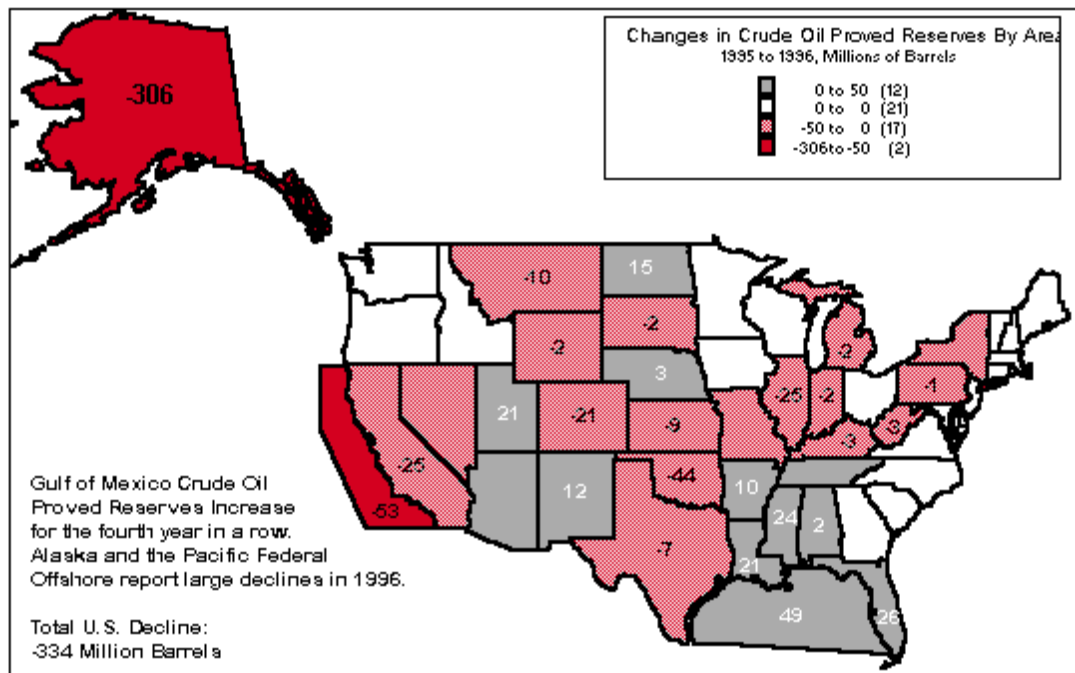 Changes in Crude Oil Proved Reserves By Area
1995 to 1996, Millions of Barrels
0 to 50 (12)
0 to 0 (21)
-50 to 0 (17)
-306 to -50 (2)
-306
-10
15
-2
-2
-2
3
-25
-2
-1
21
-21
-9
-3
-3
-25
-44
10
12
24
2
-53
-7
21
49
26
Gulf of Mexico Crude Oil
Proved Reserves Increase
for the fourth year in a row.
Alaska and the Pacific Federal
Offshore report large declines in 1996.
Total U.S. Decline:
-334 Million Barrels